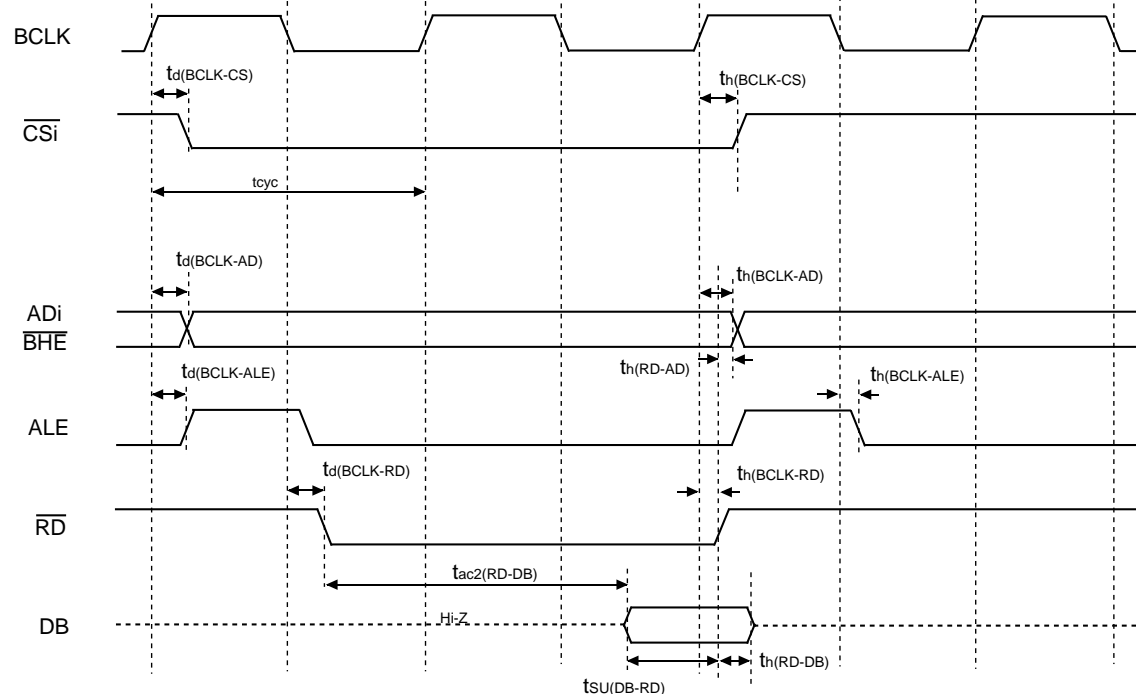 BCLK
td(BCLK-CS)
th(BCLK-CS)
CSi
tcyc
td(BCLK-AD)
th(BCLK-AD)
ADi
BHE
th(RD-AD)
td(BCLK-ALE)
th(BCLK-ALE)
ALE
td(BCLK-RD)
th(BCLK-RD)
RD
tac2(RD-DB)
Hi-Z
DB
th(RD-DB)
tSU(DB-RD)